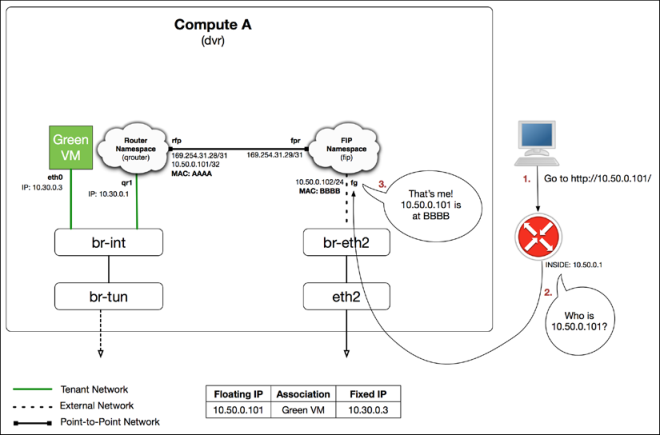 Compute A
(dvr)
Green
VM
eth0
IP: 10.30.0.3
Router
Namespace
(qrouter)
qr1
IP: 10.30.0.1
rfp
169.254.31.28/31
10.50.0.101/32
MAC: AAAA
fpr
169.254.31.29/31
FIP
Namespace
(fip)
10.50.0.102/24
MAC: BBBB
fg
3.
That's me!
10.50.0.101 is
at BBBB
1.
Go to http://10.50.0.101/
INSIDE: 10.50.0.1
2.
Who is
10.50.0.101?
br-int
br-eth2
br-tun
eth2
Tenant Network
External Network
Point-to-Point Network
Floating IP Association Fixed IP
10.50.0.101 Green VM 10.30.0.3